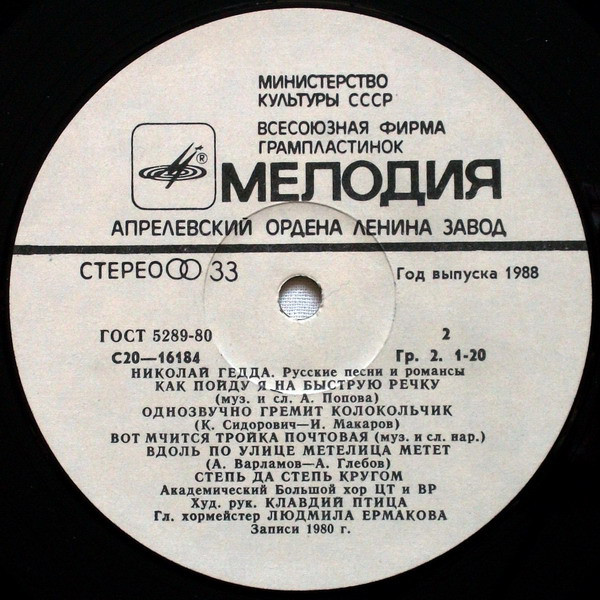 МИНИСТЕРСТВО
КУЛЬТУРЫ СССР
ВСЕСОЮЗНАЯ ФИРМА
ГРАМПЛАСТИНОК
®
МЕЛОДИЯ
АПРЕЛЕВСКИЙ ОРДЕНА ЛЕНИНА ЗАВОД
СТЕРЕО 33
Год выпуска 1988
ГОСТ 5289-80 2
С20—16184 Гр. 2. 1-20
НИКОЛАЙ ГЕДДА. Русские песни и романсы
КАК ПОЙДУ Я НА БЫСТРУЮ РЕЧКУ
(муз. и сл. А. Попова)
ОДНОЗВУЧНО ГРЕМИТ КОЛОКОЛЬЧИК
(К. Сидорович—И. Макаров)
ВОТ МЧИТСЯ ТРОЙКА ПОЧТОВАЯ (муз. и сл. нар.)
ВДОЛЬ ПО УЛИЦЕ МЕТЕЛИЦА МЕТЕТ
(А. Варламов—А. Глебов)
СТЕПЬ ДА СТЕПЬ КРУГОМ
Академический Большой хор ЦТ и ВР
Худ. рук. КЛАВДИЙ ПТИЦА
Гл. хормейстер ЛЮДМИЛА ЕРМАКОВА
Записи 1980 г.